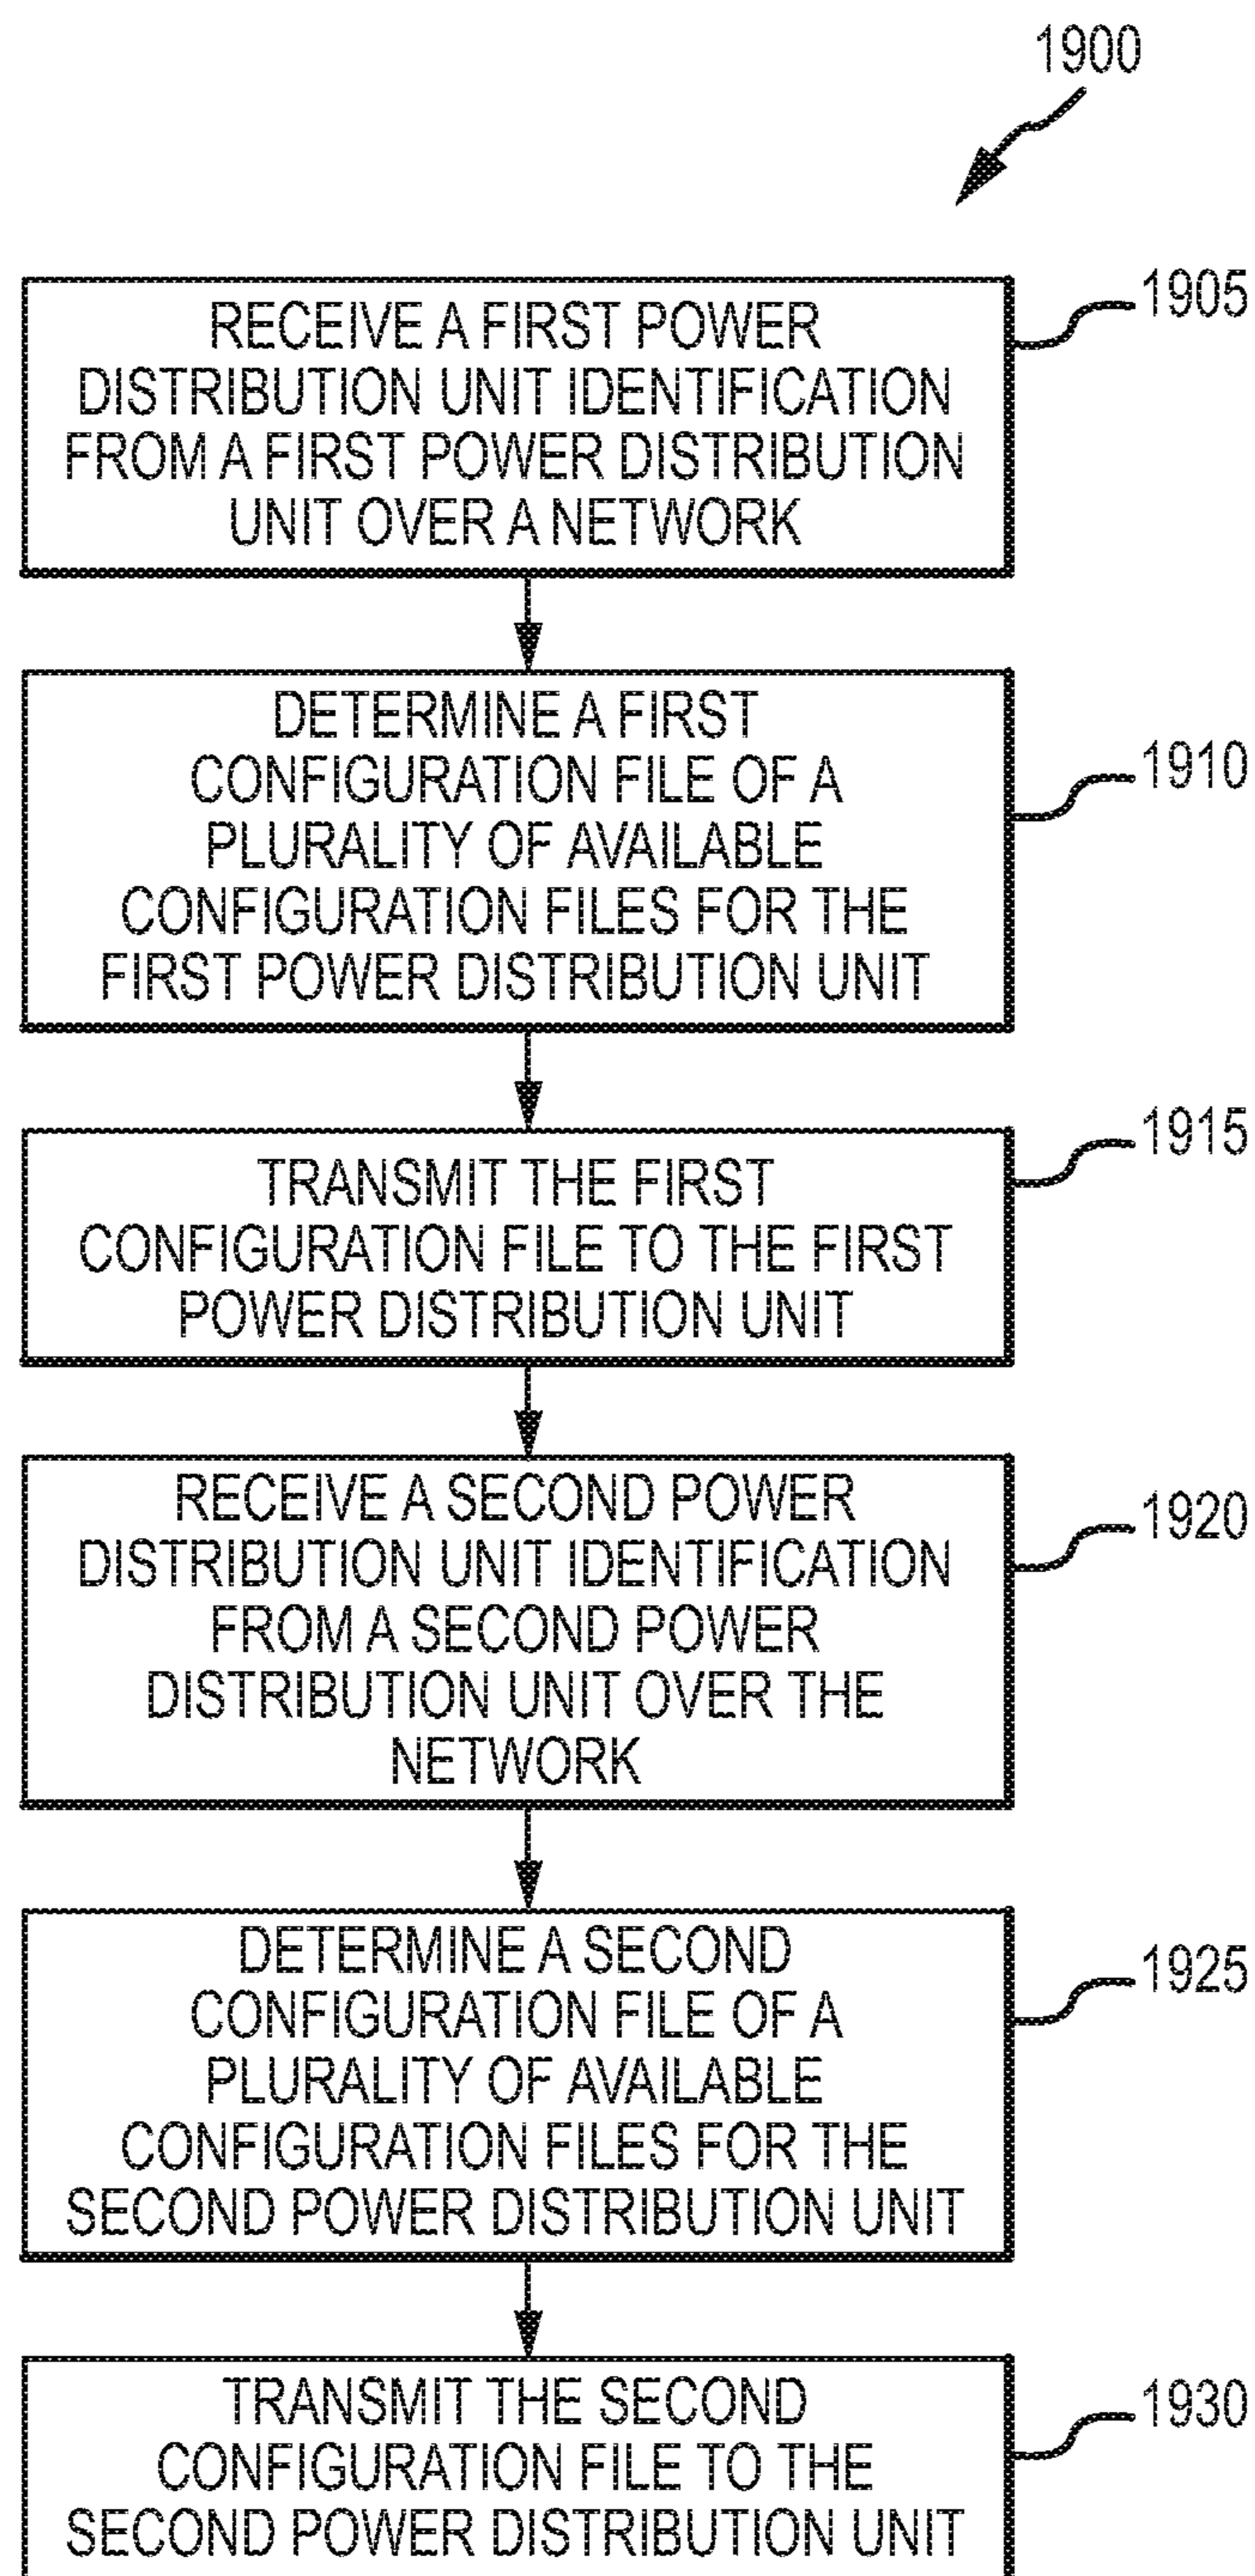 1900
RECEIVE A FIRST POWER
DISTRIBUTION UNIT IDENTIFICATION
FROM A FIRST POWER DISTRIBUTION
UNIT OVER A NETWORK
1905
DETERMINE A FIRST
CONFIGURATION FILE OF A
PLURALITY OF AVAILABLE
CONFIGURATION FILES FOR THE
FIRST POWER DISTRIBUTION UNIT
1910
TRANSMIT THE FIRST
CONFIGURATION FILE TO THE FIRST
POWER DISTRIBUTION UNIT
1915
RECEIVE A SECOND POWER
DISTRIBUTION UNIT IDENTIFICATION
FROM A SECOND POWER
DISTRIBUTION UNIT OVER THE
NETWORK
1920
DETERMINE A SECOND
CONFIGURATION FILE OF A
PLURALITY OF AVAILABLE
CONFIGURATION FILES FOR THE
SECOND POWER DISTRIBUTION UNIT
1925
TRANSMIT THE SECOND
CONFIGURATION FILE TO THE
SECOND POWER DISTRIBUTION UNIT
1930